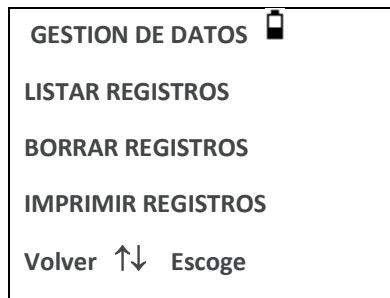 GESTION DE DATOS
LISTAR REGISTROS
BORRAR REGISTROS
IMPRIMIR REGISTROS
Volver ↑↓ Escoge